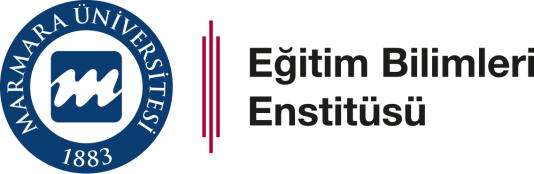 MARMARA ÜNİVERSİTESİ
1883
Eğitim Bilimleri
Enstitüsü